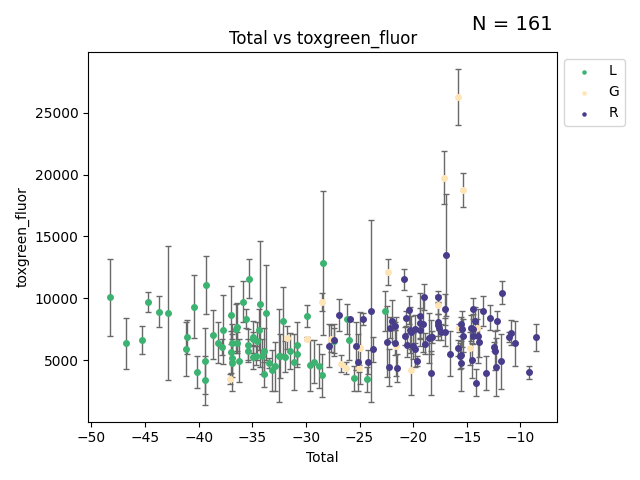 N = 161
Total vs toxgreen_fluor
L
G
R
25000
20000
15000
10000
5000
toxgreen_fluor
−50 −45 −40 −35 −30 −25 −20 −15 −10
Total